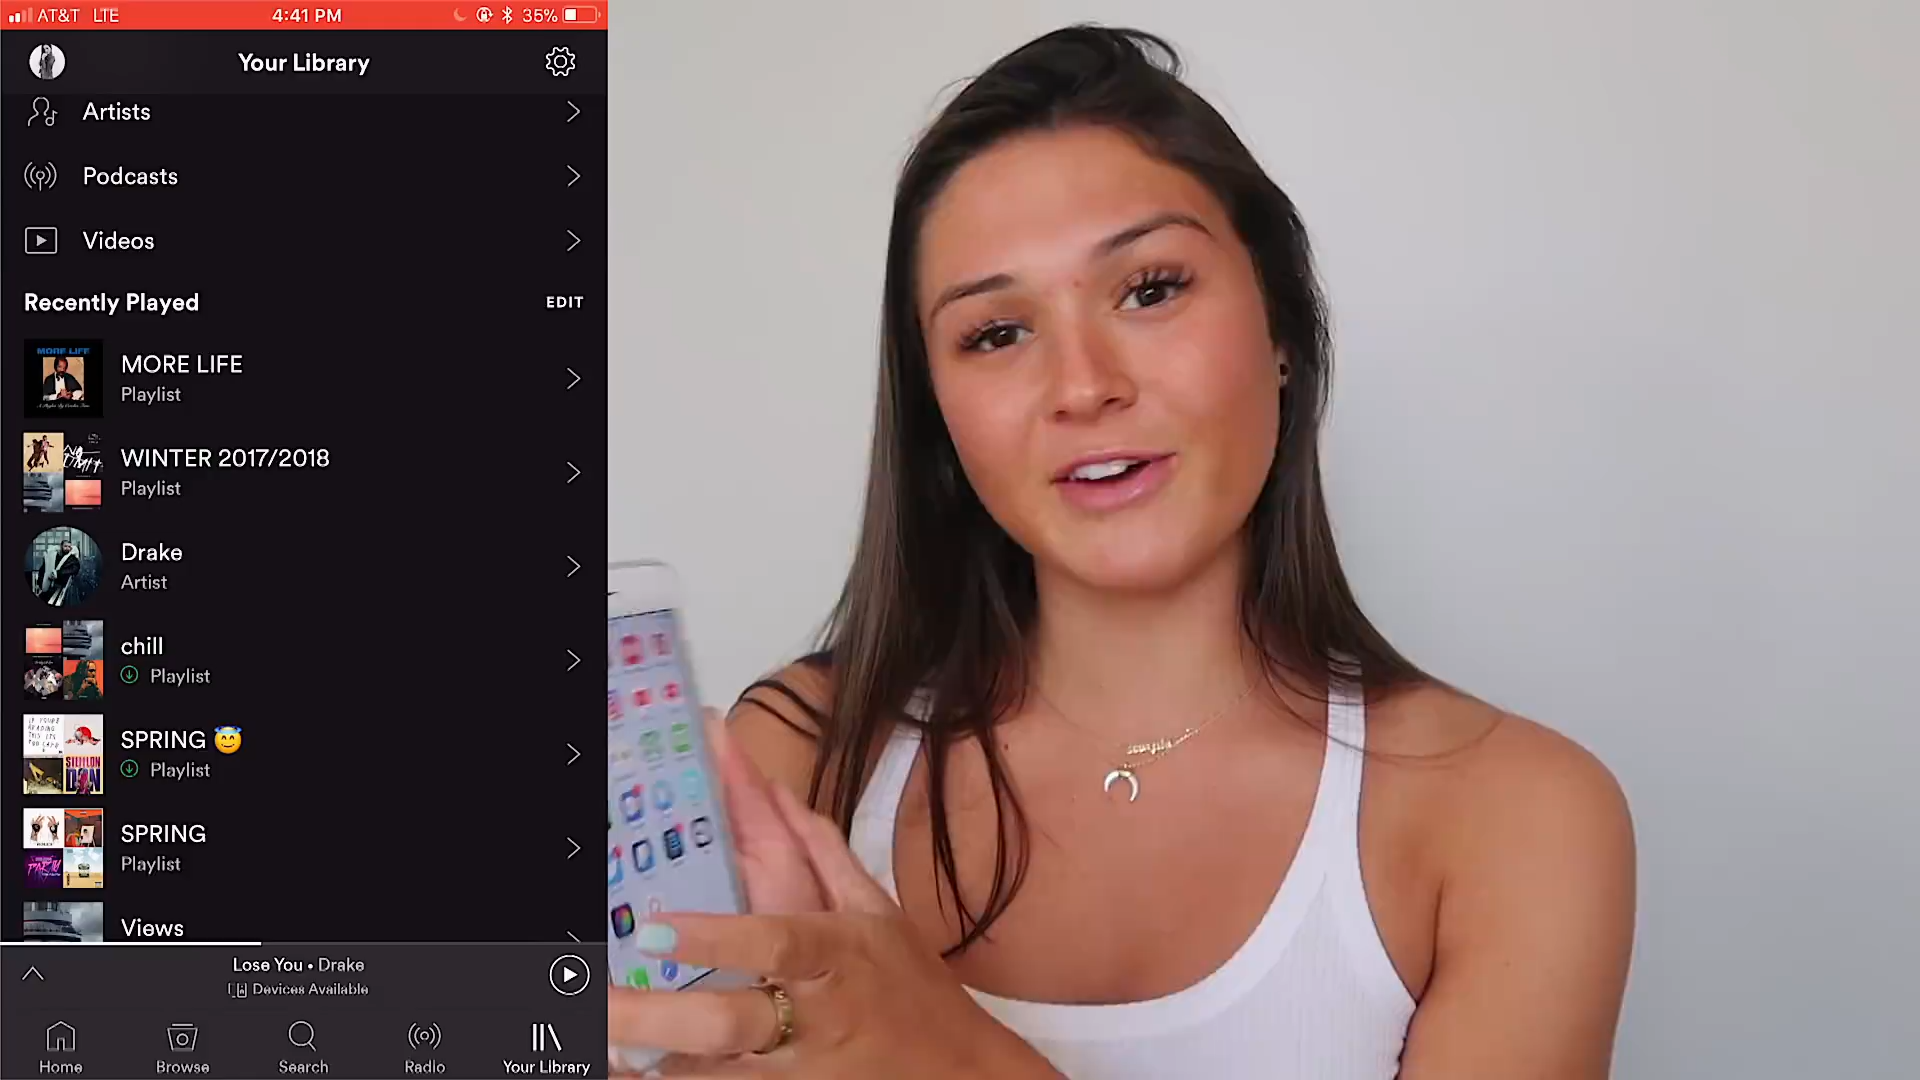 AT&T LTE 4:41 PM 35%
Your Library
Artists
Podcasts
Videos
Recently Played EDIT
MORE LIFE
MORE LIFE
Playlist
WINTER 2017/2018
Playlist
Drake
Artist
chill
Playlist
SPRING 😇
Playlist
SPRING
Playlist
Views
Lose You • Drake
Devices Available
Home Browse Search Radio Your Library